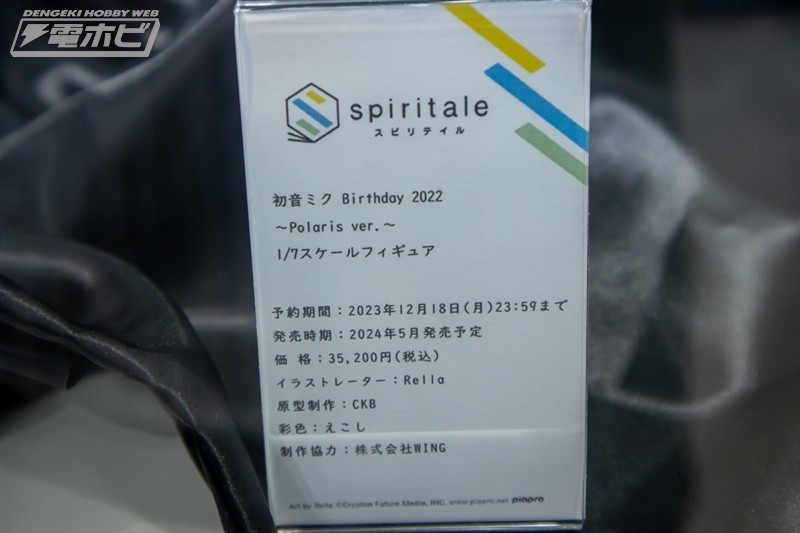 DENGEKI HOBBY WEB
電ホビ
spiritale
スピリテイル
初音ミク Birthday 2022
～Polaris ver.～
1/7スケールフィギュア
予約期間：2023年12月18日(月)23:59まで
発売時期：2024年5月発売予定
価 格：35,200円(税込)
イラストレーター：Rella
原型制作：CKB
彩色：えこし
制作協力：株式会社WING
Art by Rella ©Crypton Future Media, INC. www.piapro.net piapro